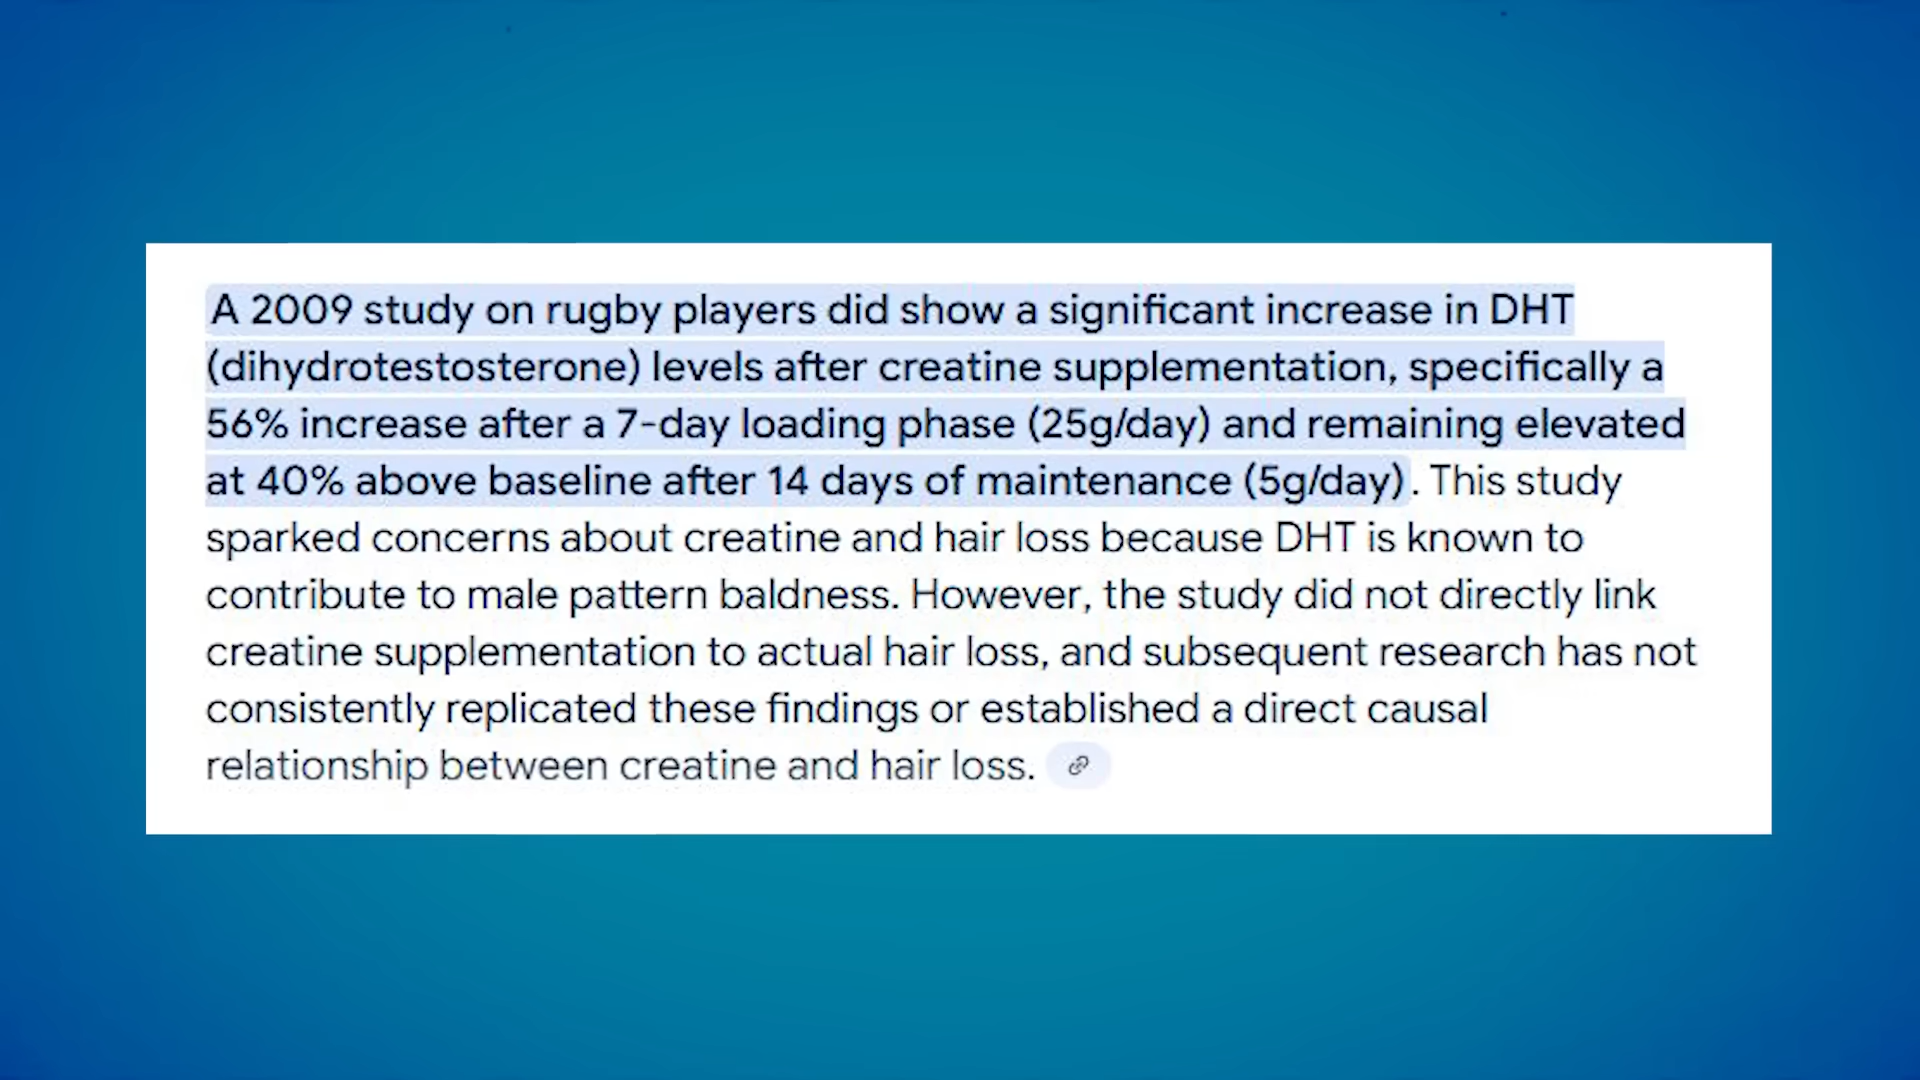 A 2009 study on rugby players did show a significant increase in DHT
(dihydrotestosterone) levels after creatine supplementation, specifically a
56% increase after a 7-day loading phase (25g/day) and remaining elevated
at 40% above baseline after 14 days of maintenance (5g/day). This study
sparked concerns about creatine and hair loss because DHT is known to
contribute to male pattern baldness. However, the study did not directly link
creatine supplementation to actual hair loss, and subsequent research has not
consistently replicated these findings or established a direct causal
relationship between creatine and hair loss.